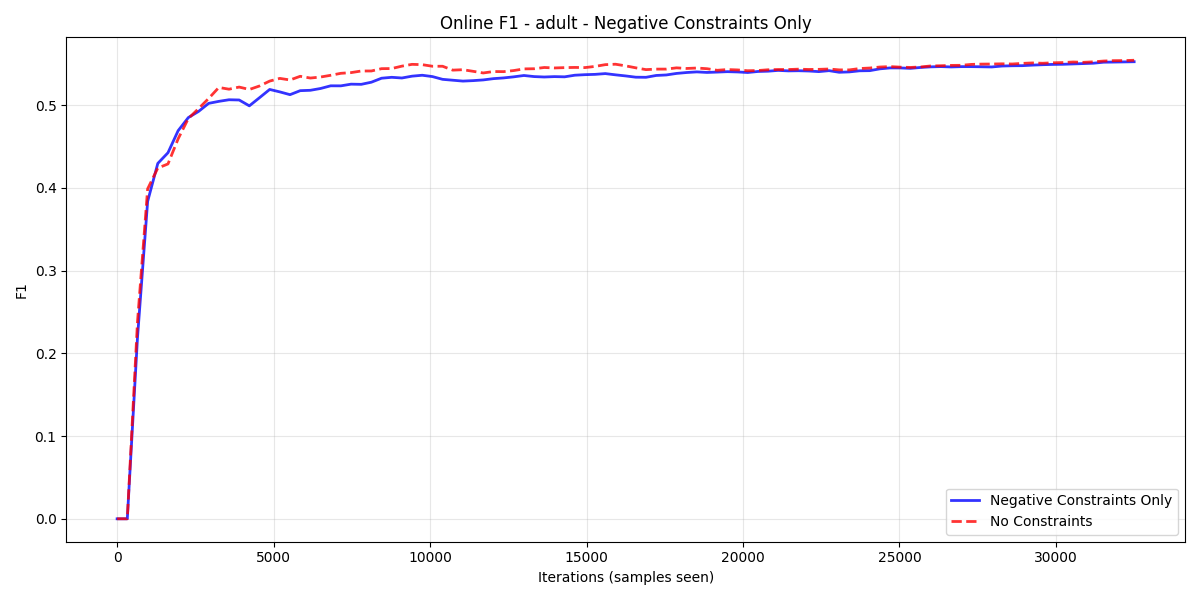 Online F1 - adult - Negative Constraints Only
F1
0.5
0.4
0.3
0.2
0.1
0.0
0 5000 10000 15000 20000 25000 30000
Iterations (samples seen)
Negative Constraints Only
No Constraints